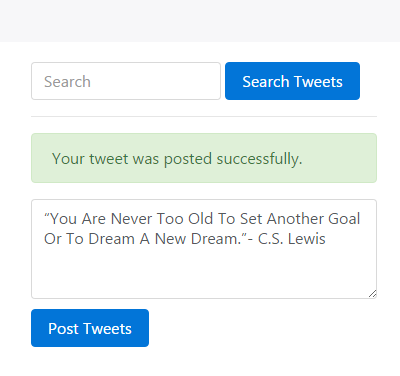 Search
Search Tweets
Your tweet was posted successfully.
“You Are Never Too Old To Set Another Goal
Or To Dream A New Dream.”- C.S. Lewis
Post Tweets